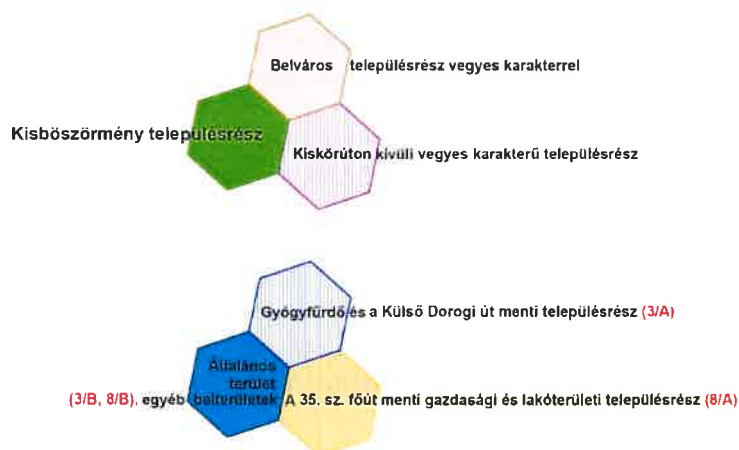 Belváros településrész vegyes karakterrel
Kisböszörmény településrész
Kiskörúton kívüli vegyes karakterű településrész
Gyógyfürdő és a Külső Dorogi út menti településrész (3/A)
Általános
terület
(3/B, 8/B), egyéb belterületek
A 35. sz. főút menti gazdasági és lakóterületi településrész (8/A)